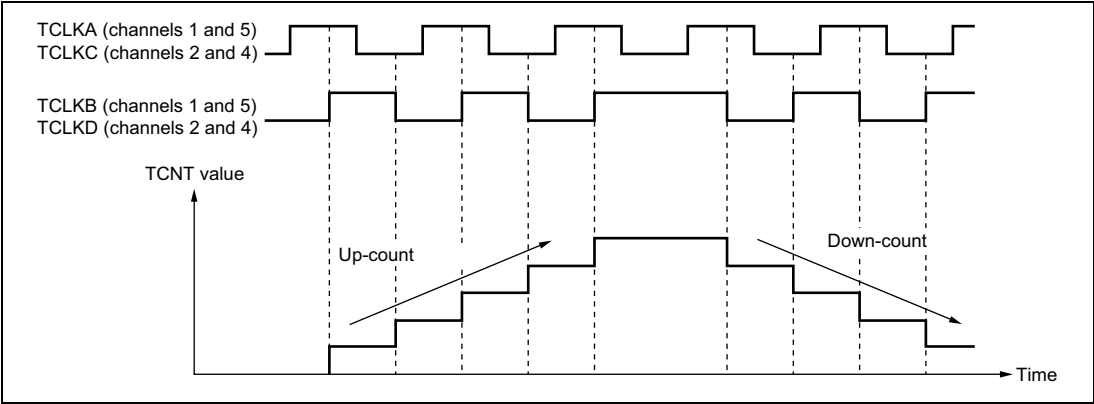 TCLKA (channels 1 and 5)
TCLKC (channels 2 and 4)
TCLKB (channels 1 and 5)
TCLKD (channels 2 and 4)
TCNT value
Up-count
Down-count
Time